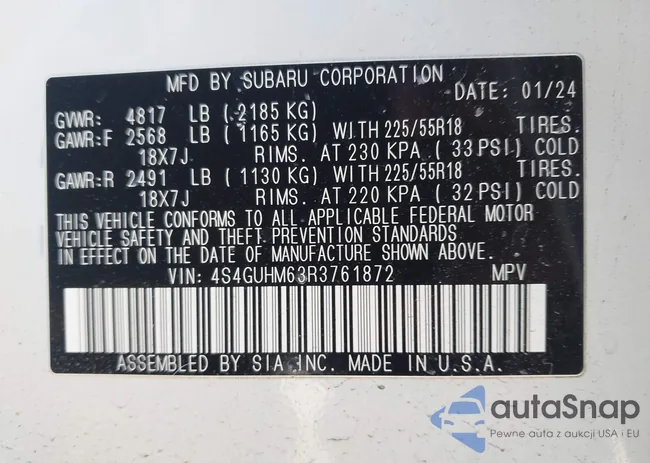 MFD BY SUBARU CORPORATION
DATE: 01/24
GVWR: 4817 LB ( 2185 KG)
GAWR:F 2568 LB ( 1165 KG) WITH 225/55R18 TIRES.
18X7J RIMS. AT 230 KPA ( 33 PSI) COLD
GAWR:R 2491 LB ( 1130 KG) WITH 225/55R18 TIRES.
18X7J RIMS. AT 220 KPA ( 32 PSI) COLD
THIS VEHICLE CONFORMS TO ALL APPLICABLE FEDERAL MOTOR
VEHICLE SAFETY AND THEFT PREVENTION STANDARDS
IN EFFECT ON THE DATE OF MANUFACTURE SHOWN ABOVE.
VIN: 4S4GUHM63R3761872 MPV
ASSEMBLED BY SIA,INC. MADE IN U.S.A.
autaSnap
Pewne auta z aukcji USA i EU